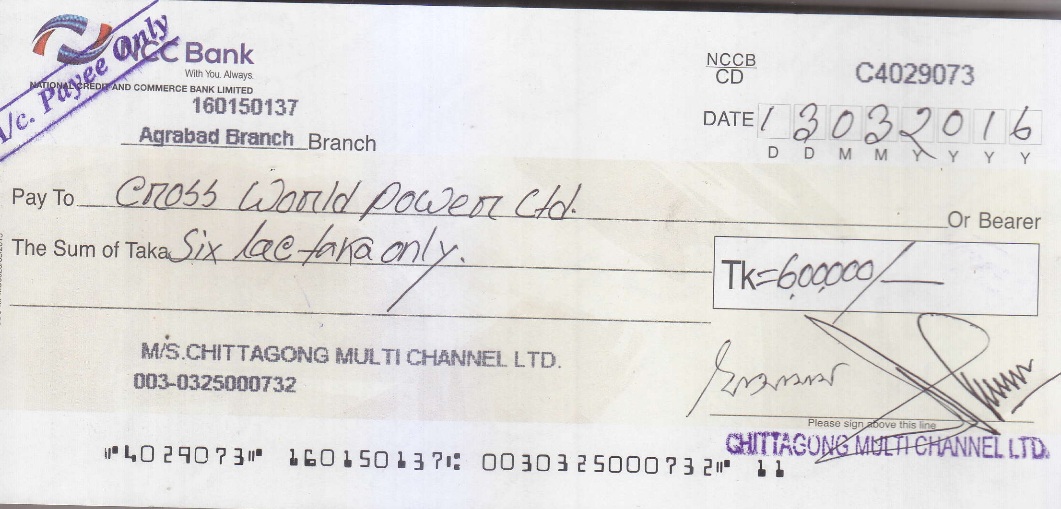 A/c. Payee Only
NCC Bank
With You. Always.
NATIONAL CREDIT AND COMMERCE BANK LIMITED
160150137
Agrabad Branch Branch
NCCB
CD
C4029073
DATE 13032016
D D M M Y Y Y Y
Pay To Cross World Power Ltd. Or Bearer
The Sum of Taka Six lac taka only.
Tk=6,00,000/—
M/S.CHITTAGONG MULTI CHANNEL LTD.
003-0325000732
Please sign above this line
CHITTAGONG MULTI CHANNEL LTD.
⑈4029073⑈ 160150137⑆ 0030325000732⑈ 11